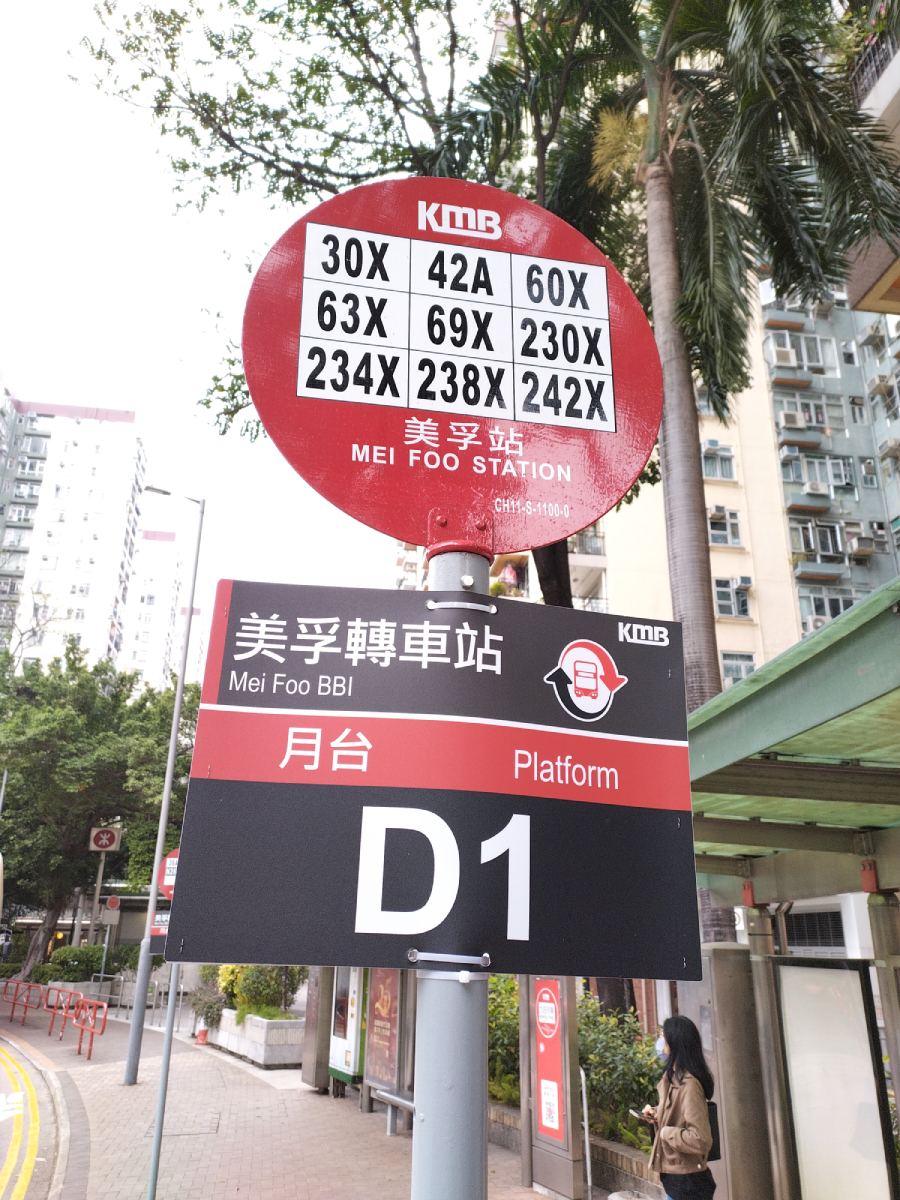 KMB
30X 42A 60X
63X 69X 230X
234X 238X 242X
美孚站
MEI FOO STATION
CH11-S-1100-0
KMB
美孚轉車站
Mei Foo BBI
月台 Platform
D1